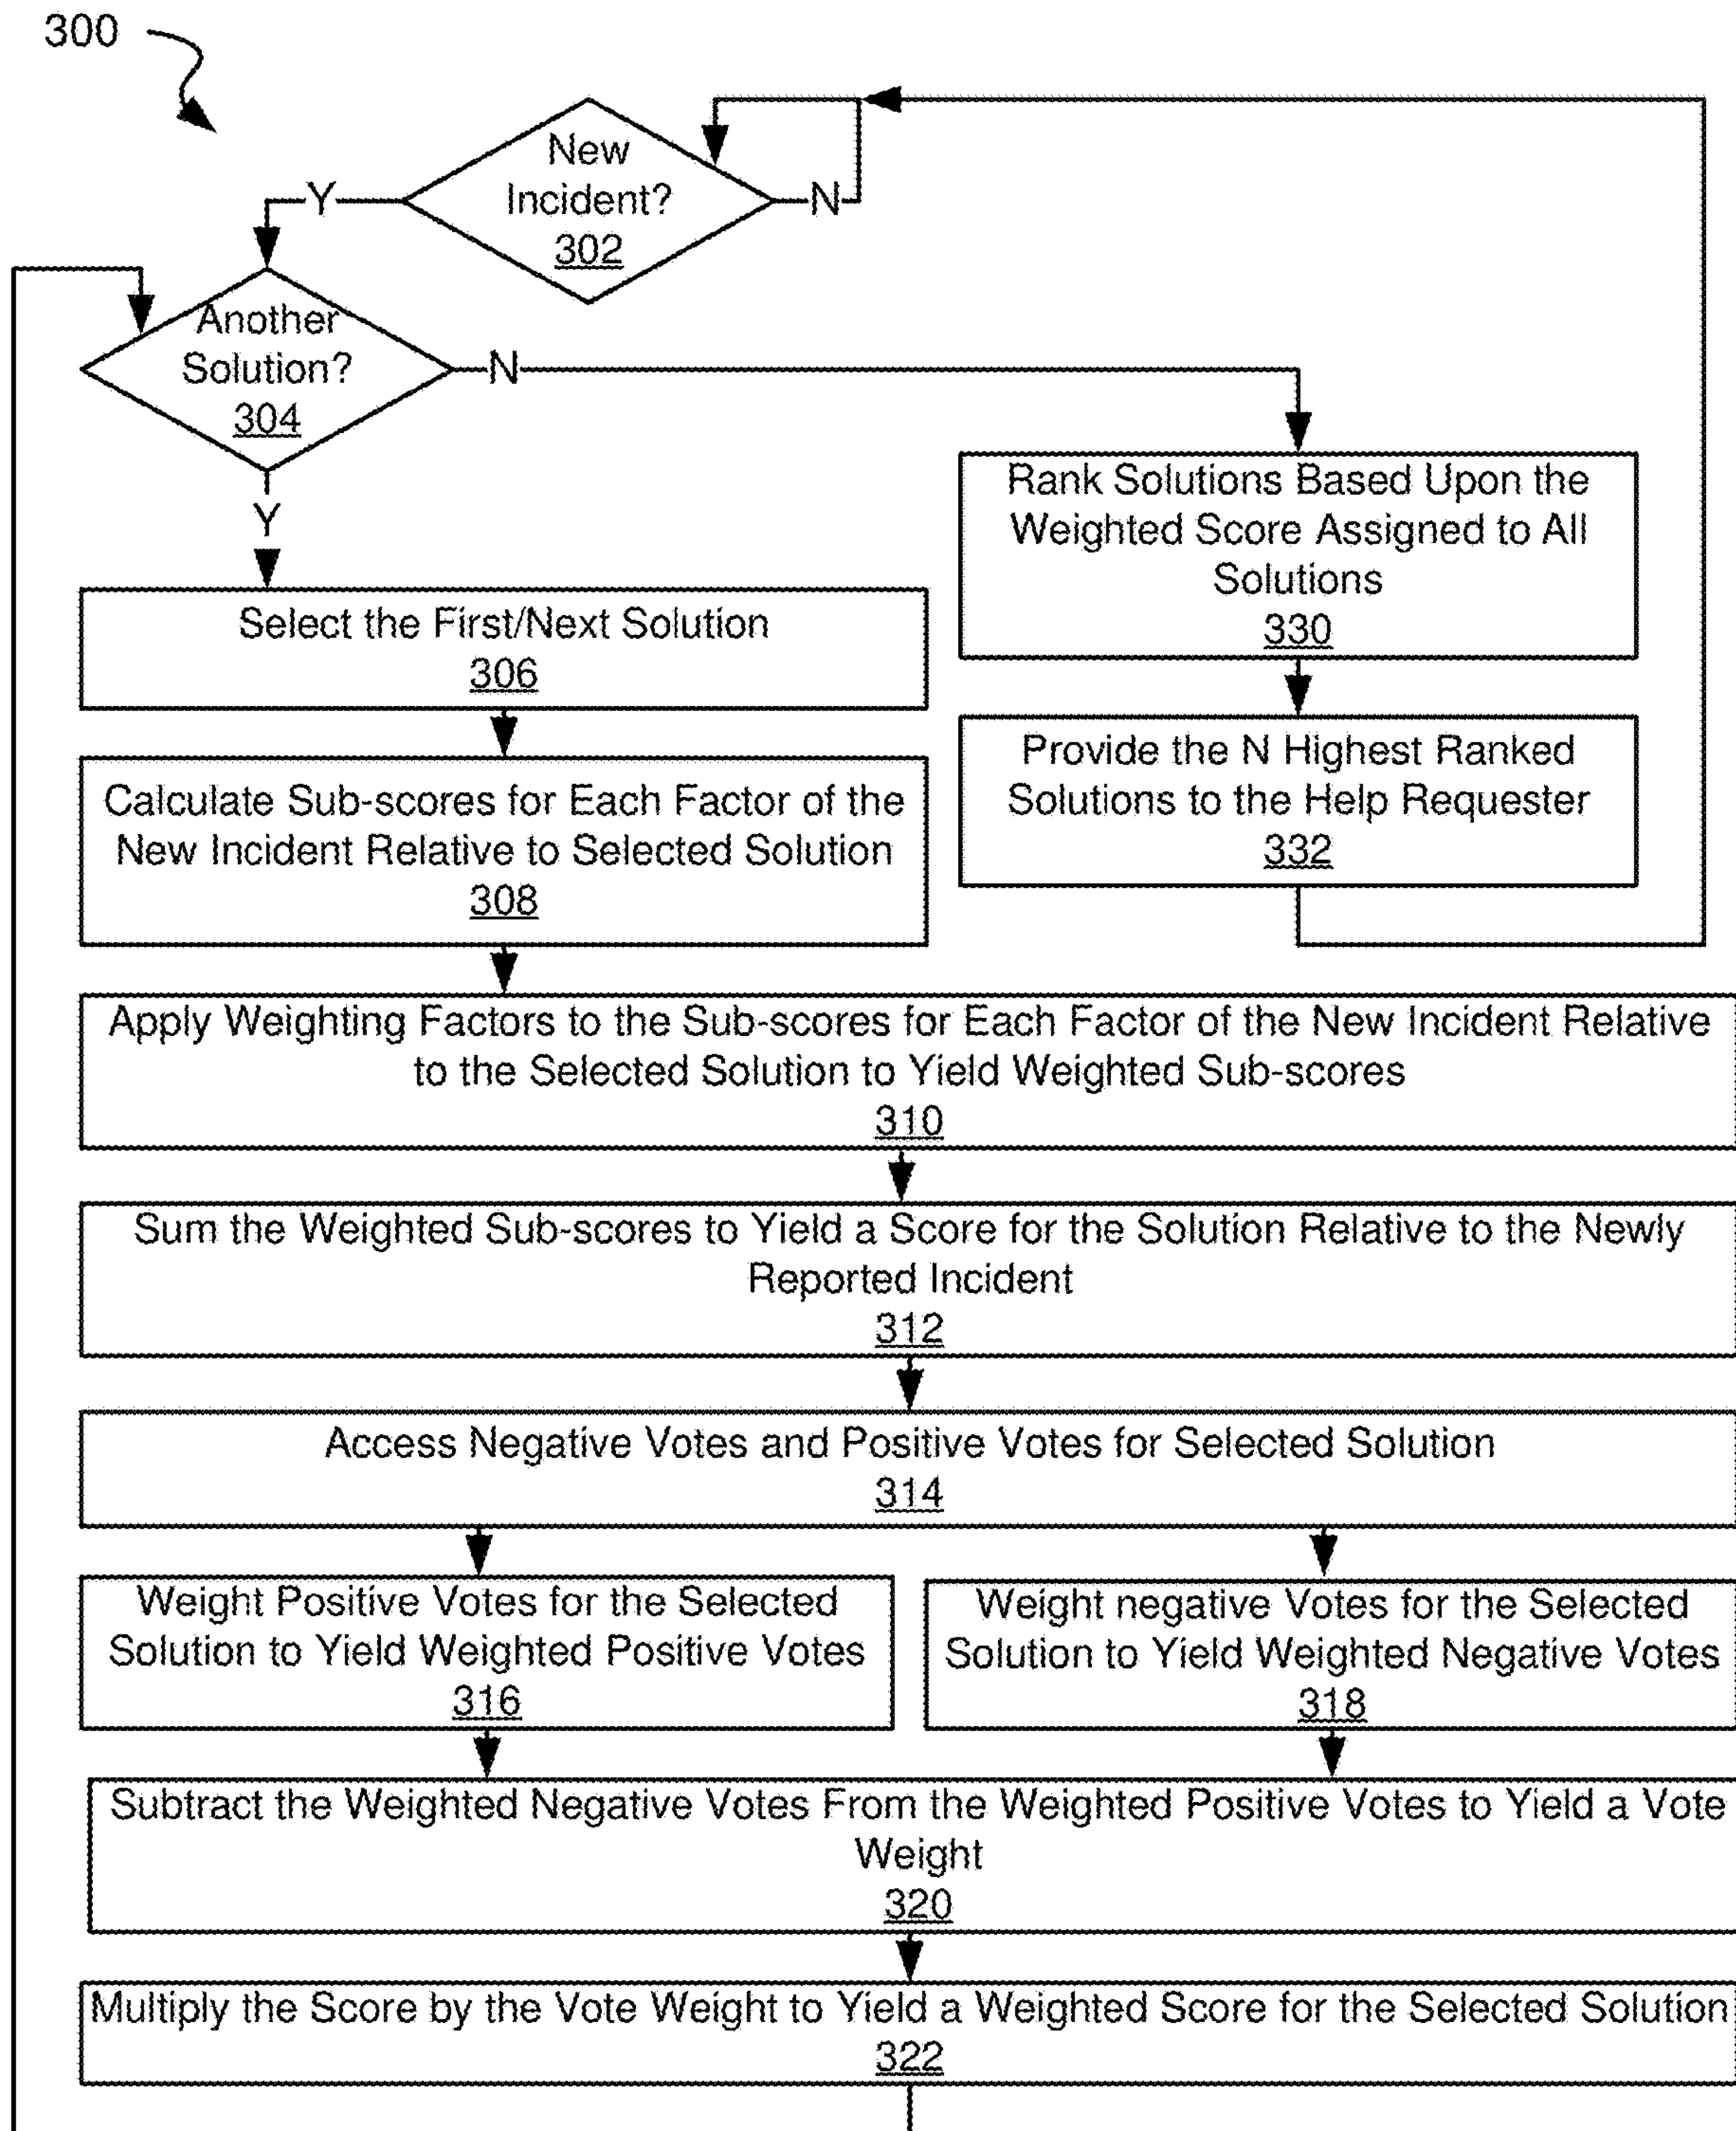 300
New
Incident?
302
Y
N
Another
Solution?
304
N
Y
Rank Solutions Based Upon the
Weighted Score Assigned to All
Solutions
330
Select the First/Next Solution
306
Provide the N Highest Ranked
Solutions to the Help Requester
332
Calculate Sub-scores for Each Factor of the
New Incident Relative to Selected Solution
308
Apply Weighting Factors to the Sub-scores for Each Factor of the New Incident Relative
to the Selected Solution to Yield Weighted Sub-scores
310
Sum the Weighted Sub-scores to Yield a Score for the Solution Relative to the Newly
Reported Incident
312
Access Negative Votes and Positive Votes for Selected Solution
314
Weight Positive Votes for the Selected
Solution to Yield Weighted Positive Votes
316
Weight negative Votes for the Selected
Solution to Yield Weighted Negative Votes
318
Subtract the Weighted Negative Votes From the Weighted Positive Votes to Yield a Vote
Weight
320
Multiply the Score by the Vote Weight to Yield a Weighted Score for the Selected Solution
322